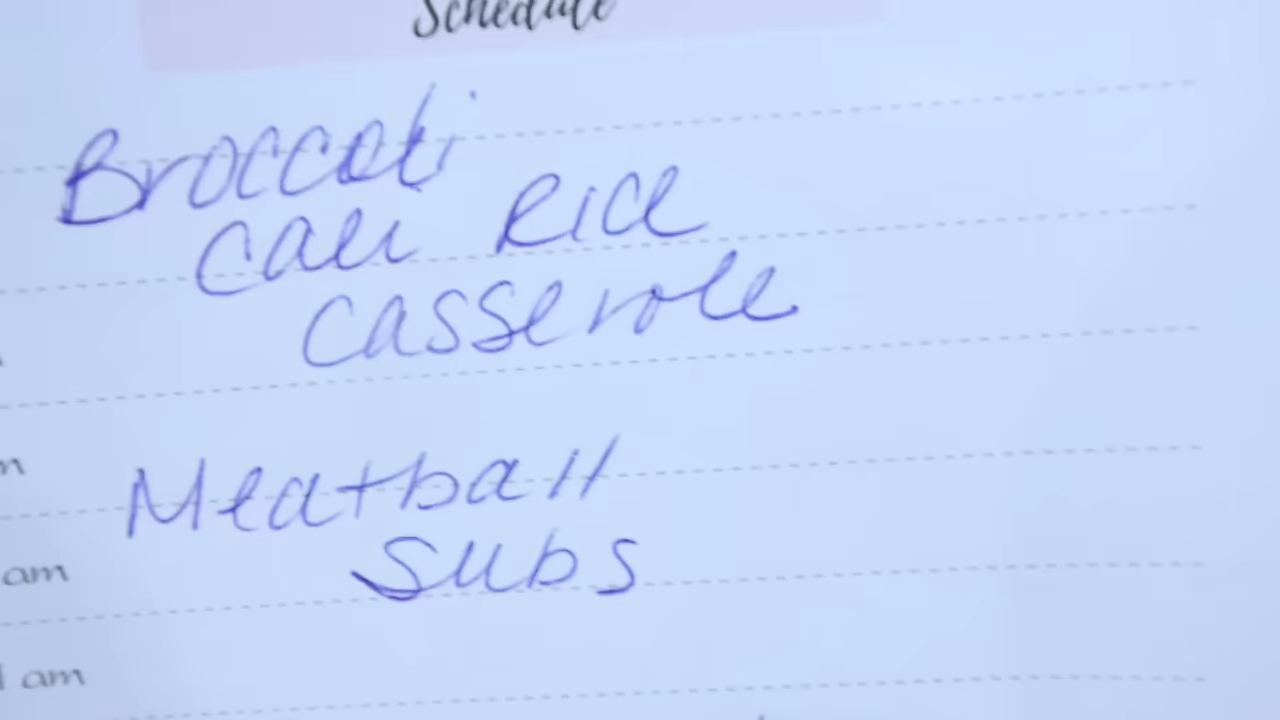 Schedule
Broccoli
Cali Rice
Casserole
Meatball
Subs
am
am